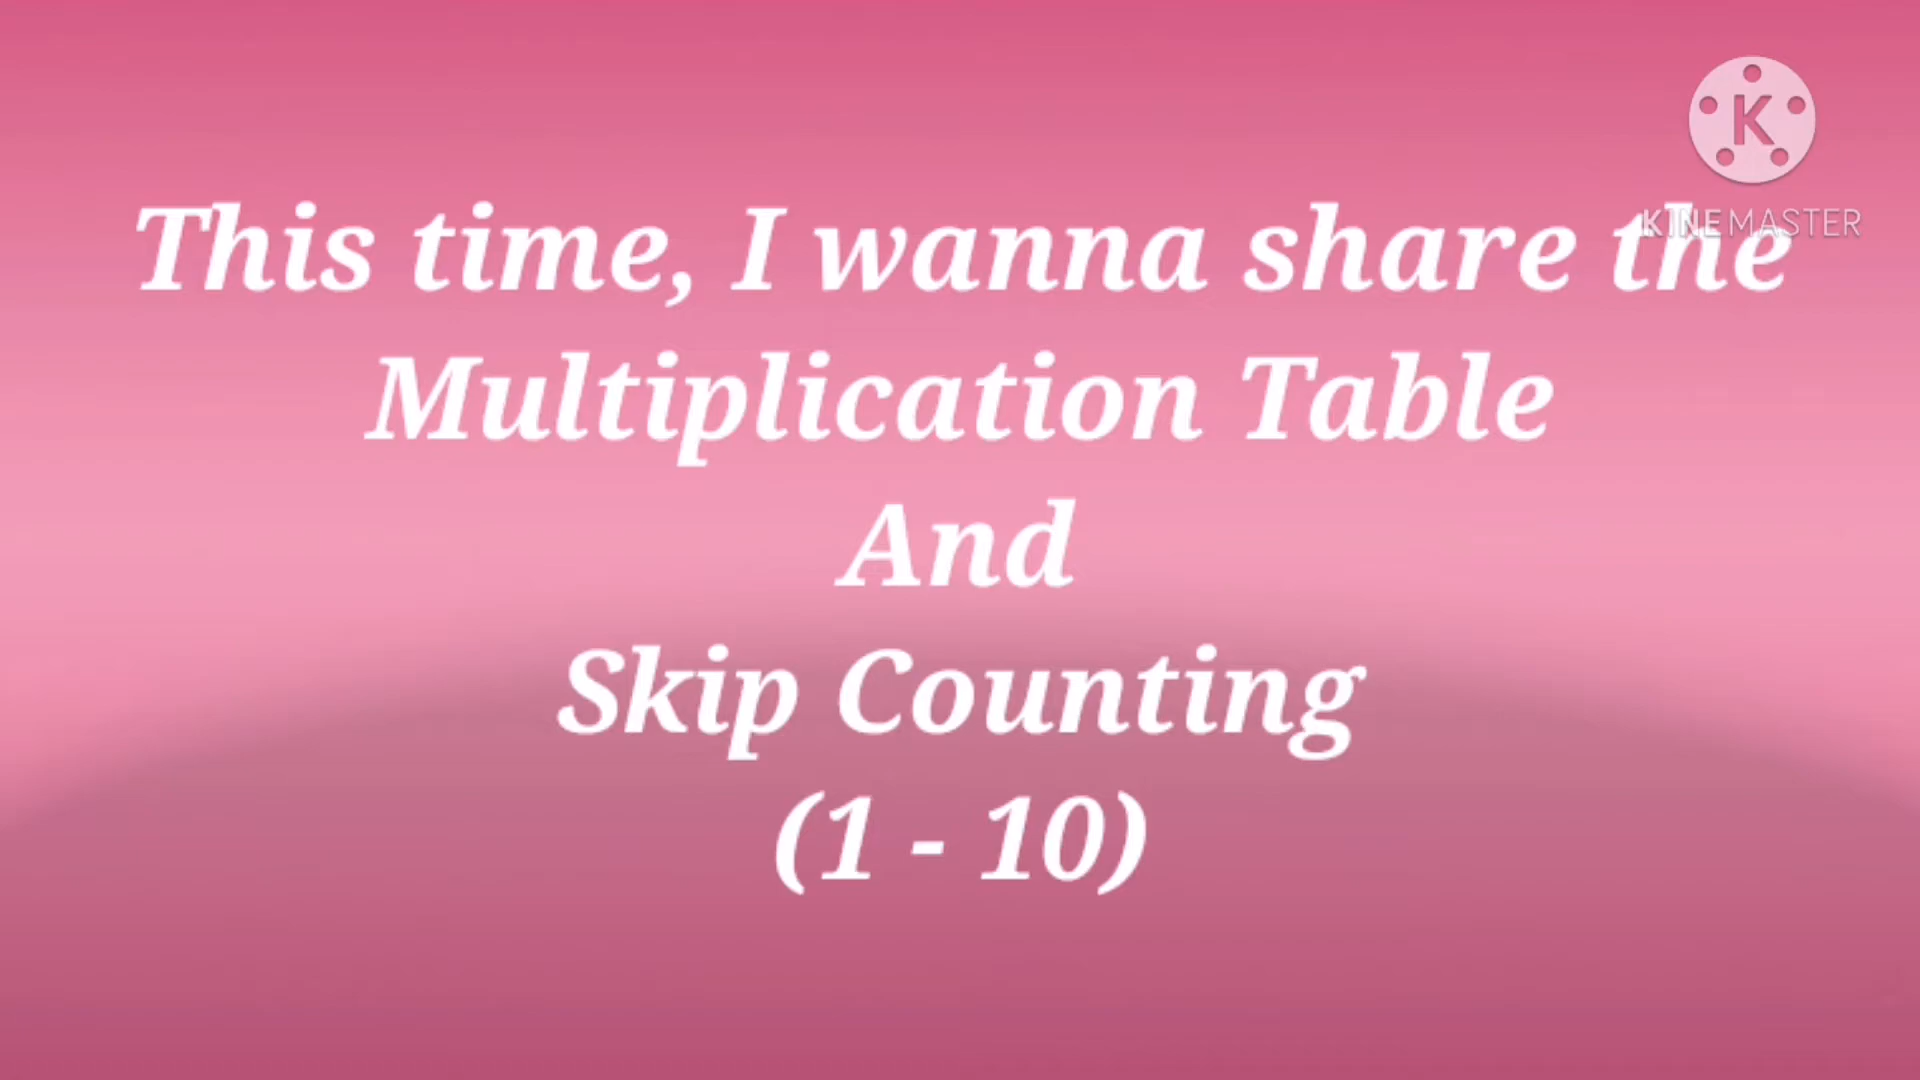 K
KINEMASTER
This time, I wanna share the
Multiplication Table
And
Skip Counting
(1 - 10)